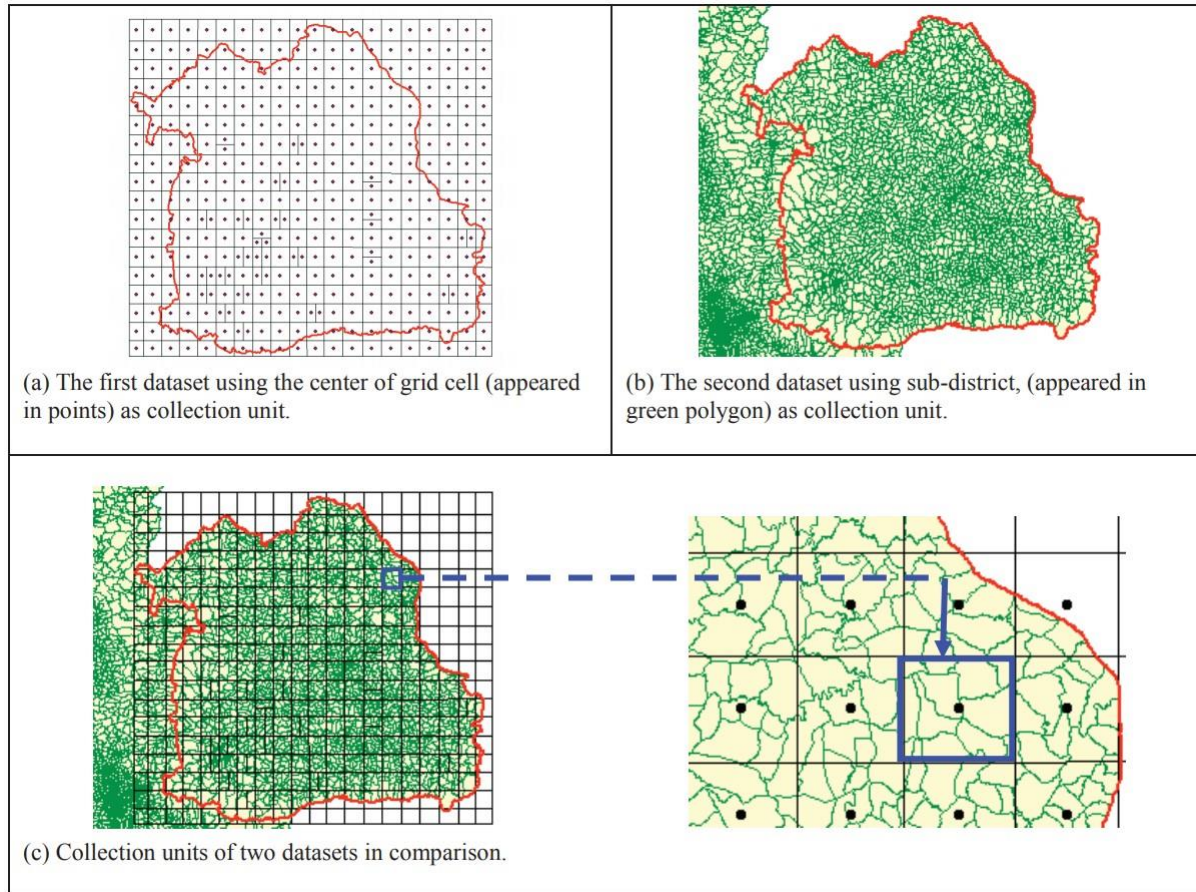 (a) The first dataset using the center of grid cell (appeared
in points) as collection unit.
(b) The second dataset using sub-district, (appeared in
green polygon) as collection unit.
(c) Collection units of two datasets in comparison.